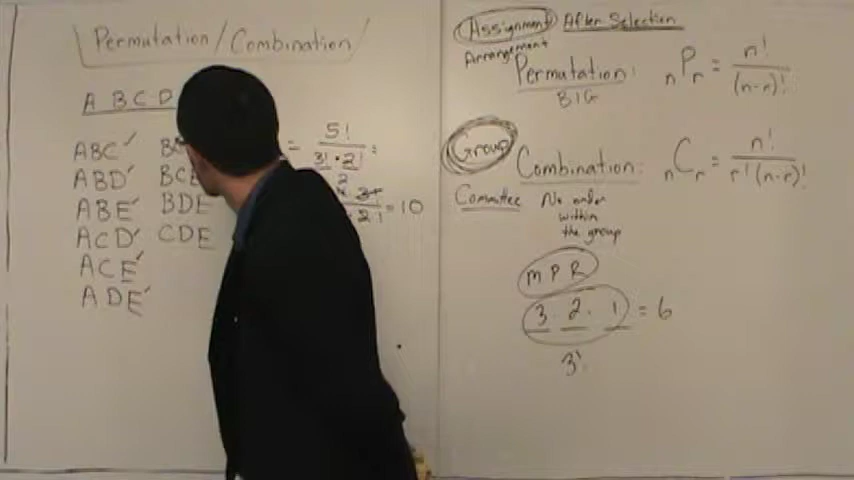 Permutation/Combination
A B C D
= 5! / 3! · 2! =
= 10
ABC✓
ABD✓ BCE
ABE✓ BDE
ACD✓ CDE
ACE✓
ADE✓
Assignment After Selection
Arrangement
Permutation: nPr = n! / (n-r)!
BIG
Group
Combination: nCr = n! / r!(n-r)!
Committee No order
within
the group
M P R
3 · 2 · 1 = 6
3!